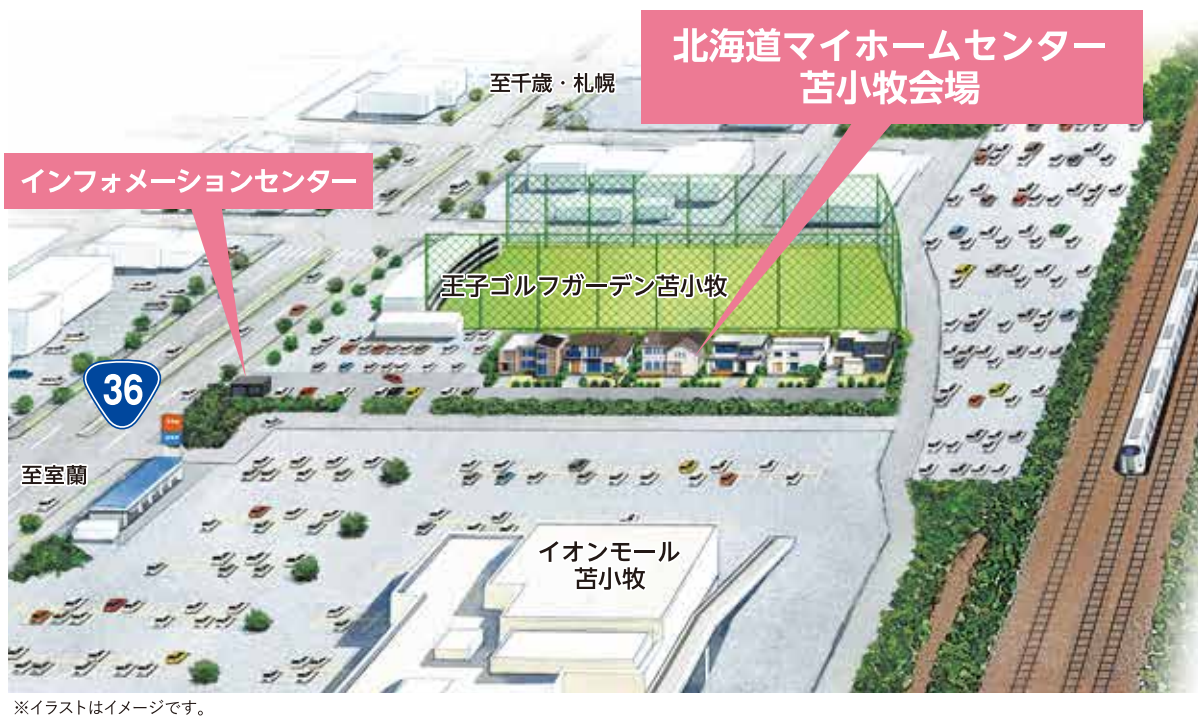 北海道マイホームセンター
苫小牧会場
至千歳・札幌
インフォメーションセンター
王子ゴルフガーデン苫小牧
36
至室蘭
イオンモール
苫小牧
※イラストはイメージです。